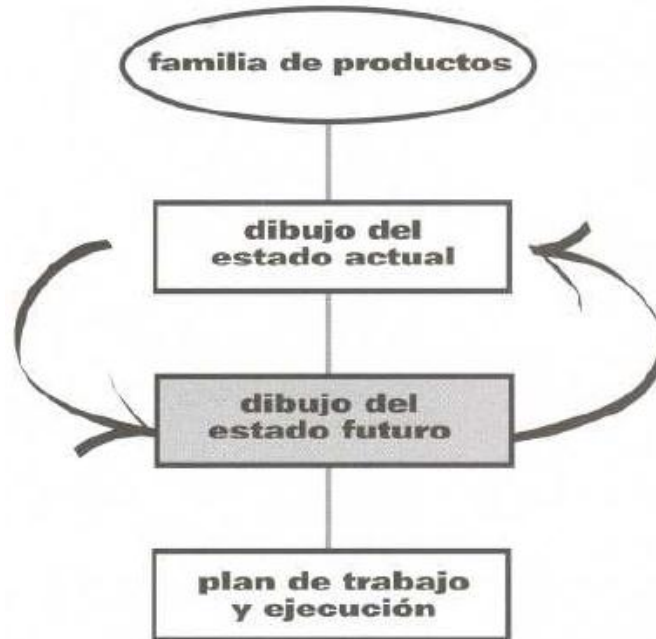 familia de productos
dibujo del
estado actual
dibujo del
estado futuro
plan de trabajo
y ejecución